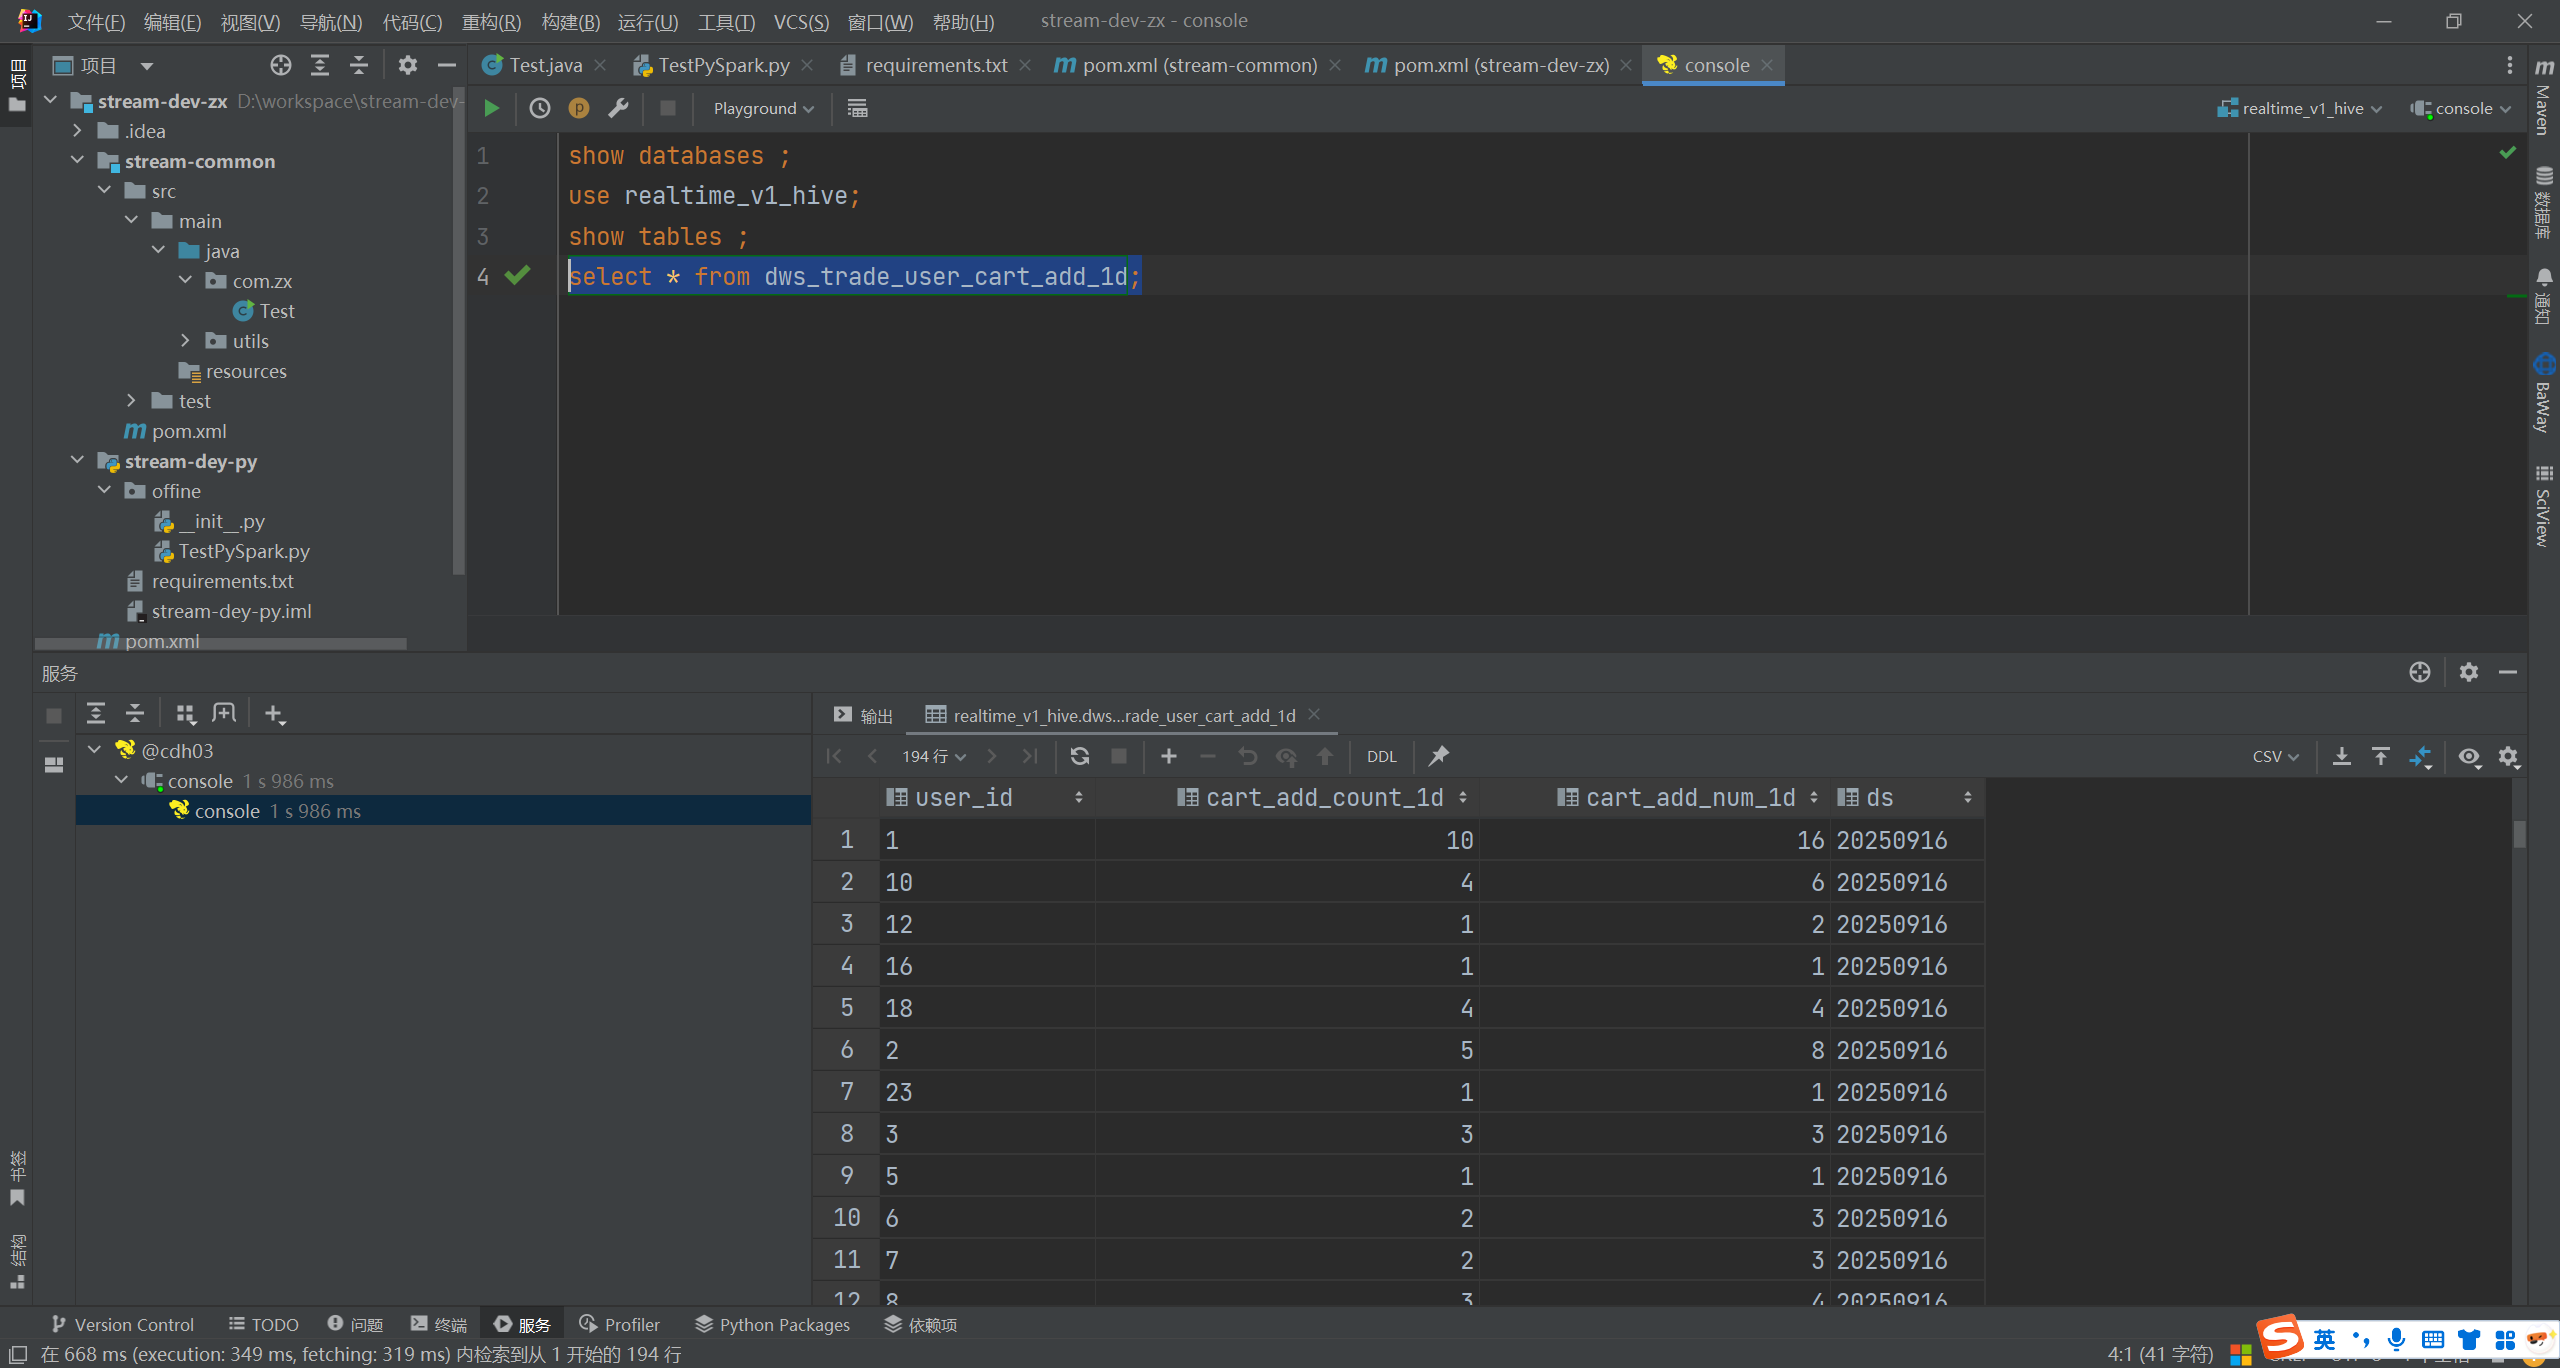 文件(F) 编辑(E) 视图(V) 导航(N) 代码(C) 重构(R) 构建(B) 运行(U) 工具(T) VCS(S) 窗口(W) 帮助(H) stream-dev-zx - console
项目 Test.java TestPySpark.py requirements.txt pom.xml (stream-common) pom.xml (stream-dev-zx) console
Playground realtime_v1_hive console
项目
stream-dev-zx D:\workspace\stream-dev-
.idea
stream-common
src
main
java
com.zx
Test
utils
resources
test
pom.xml
stream-dey-py
offine
__init__.py
TestPySpark.py
requirements.txt
stream-dey-py.iml
pom.xml
1 show databases ;
2 use realtime_v1_hive;
3 show tables ;
4 select * from dws_trade_user_cart_add_1d;
Maven
数据库
通知
BaWay
SciView
服务
@cdh03
console 1 s 986 ms
console 1 s 986 ms
输出 realtime_v1_hive.dws...rade_user_cart_add_1d
194 行 DDL CSV
user_id cart_add_count_1d cart_add_num_1d ds
1 1 10 16 20250916
2 10 4 6 20250916
3 12 1 2 20250916
4 16 1 1 20250916
5 18 4 4 20250916
6 2 5 8 20250916
7 23 1 1 20250916
8 3 3 3 20250916
9 5 1 1 20250916
10 6 2 3 20250916
11 7 2 3 20250916
12 8 3 4 20250916
书签
结构
Version Control TODO 问题 终端 服务 Profiler Python Packages 依赖项
在 668 ms (execution: 349 ms, fetching: 319 ms) 内检索到从 1 开始的 194 行 4:1 (41 字符)
英